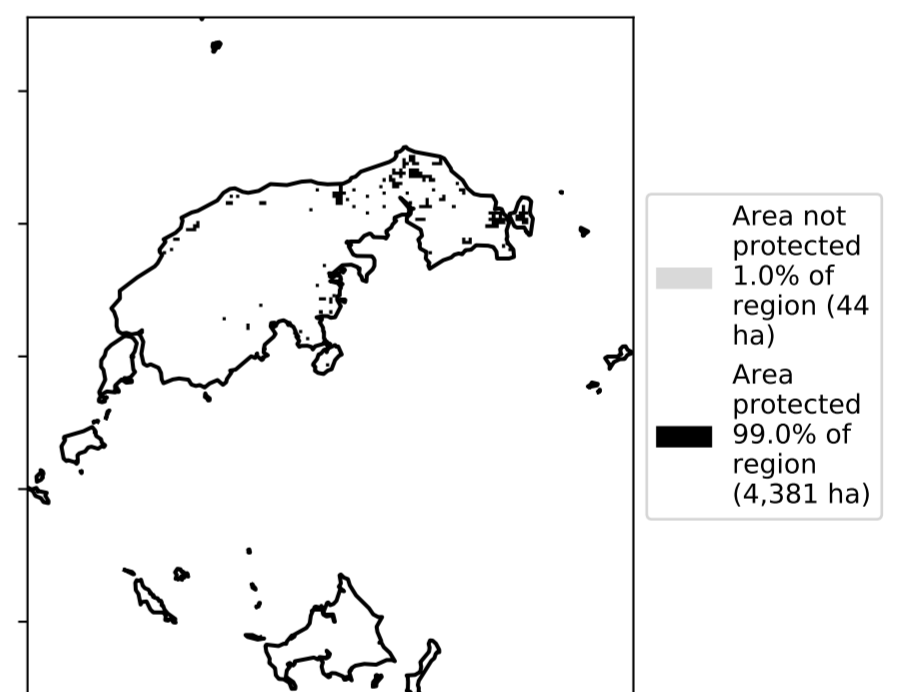 Area not
protected
1.0% of
region (44
ha)
Area
protected
99.0% of
region
(4,381 ha)